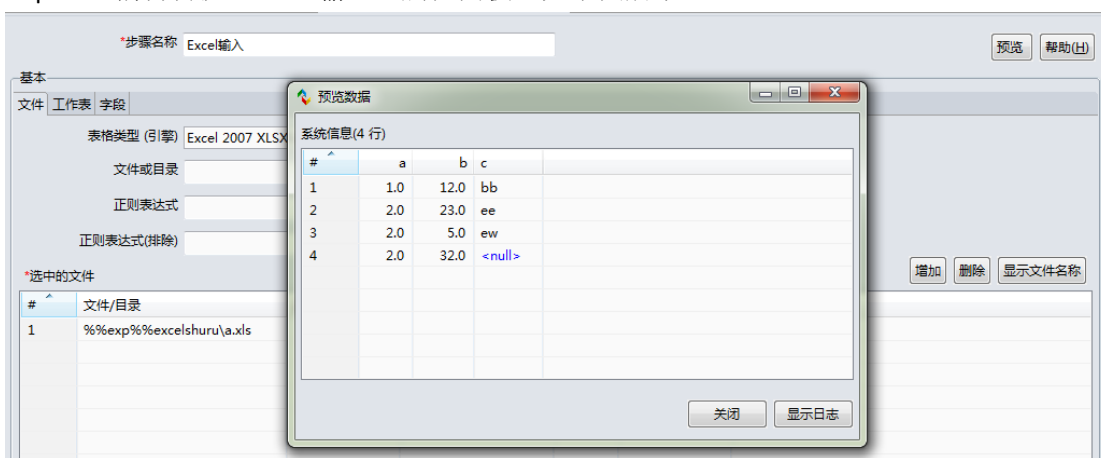 *步骤名称 Excel输入 预览 帮助(H)
基本
文件 工作表 字段
表格类型 (引擎) Excel 2007 XLSX
文件或目录
正则表达式
正则表达式(排除)
*选中的文件 增加 删除 显示文件名称
# 文件/目录
1 %%exp%%excelshuru\a.xls
预览数据
系统信息(4 行)
# a b c
1 1.0 12.0 bb
2 2.0 23.0 ee
3 2.0 5.0 ew
4 2.0 32.0 <null>
关闭 显示日志